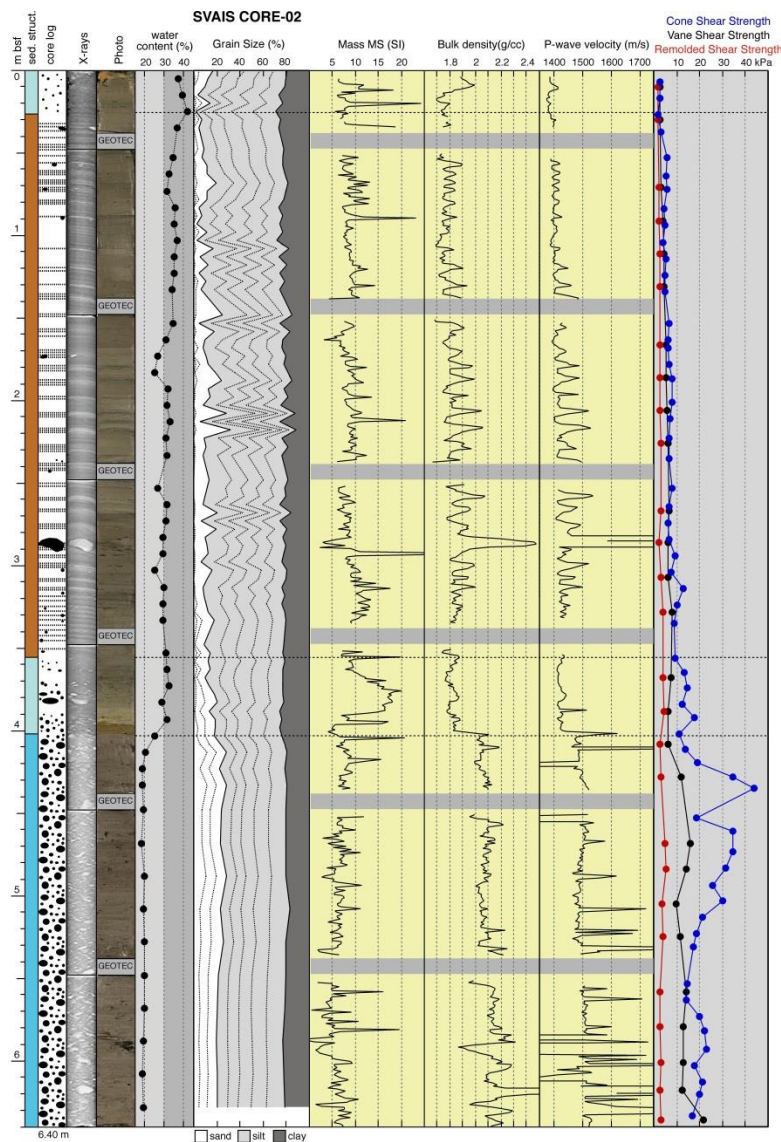 SVAIS CORE-02
m bsf
sed. struct.
core log
X-rays
Photo
water
content (%)
20 30 40
Grain Size (%)
0 20 40 60 80
Mass MS (SI)
5 10 20
Bulk density(g/cc)
1.8 2 2.2 2.4
P-wave velocity (m/s)
1400 1500 1600 1700
Cone Shear Strength
Vane Shear Strength
Remolded Shear Strength
0 10 20 30 40 kPa
0
GEOTEC
1
GEOTEC
2
GEOTEC
3
GEOTEC
4
GEOTEC
5
GEOTEC
6
6.40 m
sand silt clay